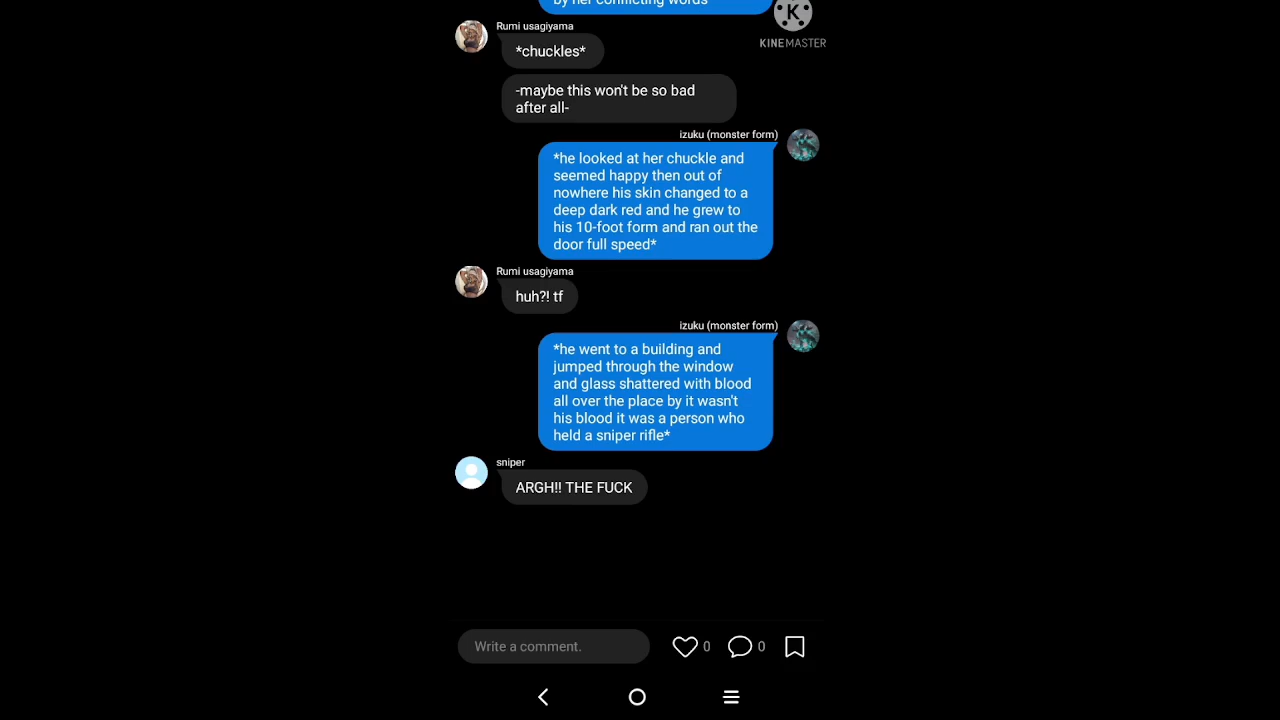 by her conflicting words
KINEMASTER
Rumi usagiyama
*chuckles*
-maybe this won't be so bad
after all-
izuku (monster form)
*he looked at her chuckle and
seemed happy then out of
nowhere his skin changed to a
deep dark red and he grew to
his 10-foot form and ran out the
door full speed*
Rumi usagiyama
huh?! tf
izuku (monster form)
*he went to a building and
jumped through the window
and glass shattered with blood
all over the place by it wasn't
his blood it was a person who
held a sniper rifle*
sniper
ARGH!! THE FUCK
Write a comment.
0
0